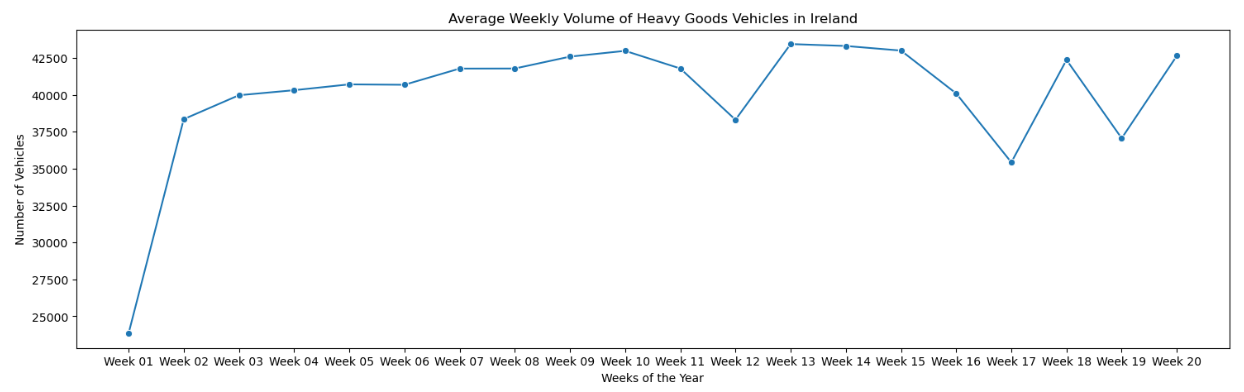 Average Weekly Volume of Heavy Goods Vehicles in Ireland
Number of Vehicles
42500
40000
37500
35000
32500
30000
27500
25000
Week 01 Week 02 Week 03 Week 04 Week 05 Week 06 Week 07 Week 08 Week 09 Week 10 Week 11 Week 12 Week 13 Week 14 Week 15 Week 16 Week 17 Week 18 Week 19 Week 20
Weeks of the Year